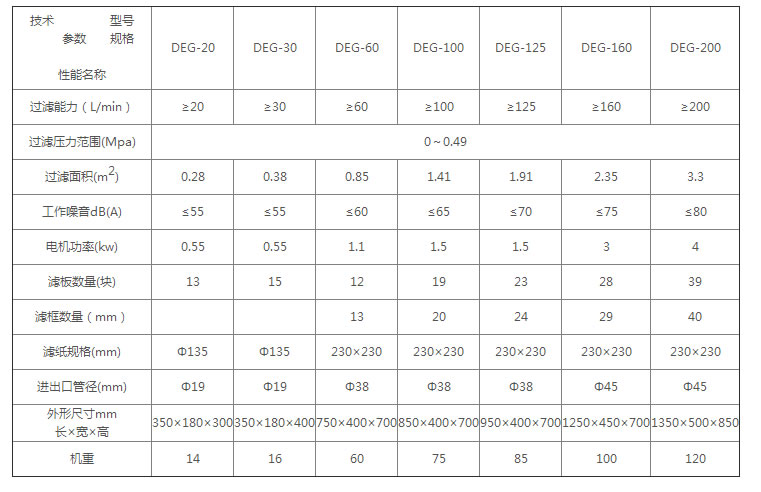 技术 型号
参数 规格
性能名称
DEG-20 DEG-30 DEG-60 DEG-100 DEG-125 DEG-160 DEG-200
过滤能力（L/min） ≥20 ≥30 ≥60 ≥100 ≥125 ≥160 ≥200
过滤压力范围(Mpa) 0～0.49
过滤面积(m²) 0.28 0.38 0.85 1.41 1.91 2.35 3.3
工作噪音dB(A) ≤55 ≤55 ≤60 ≤65 ≤70 ≤75 ≤80
电机功率(kw) 0.55 0.55 1.1 1.5 1.5 3 4
滤板数量(块) 13 15 12 19 23 28 39
滤框数量（mm） 13 20 24 29 40
滤纸规格(mm) Φ135 Φ135 230×230 230×230 230×230 230×230 230×230
进出口管径(mm) Φ19 Φ19 Φ38 Φ38 Φ38 Φ45 Φ45
外形尺寸mm
长×宽×高 350×180×300 350×180×400 750×400×700 850×400×700 950×400×700 1250×450×700 1350×500×850
机重 14 16 60 75 85 100 120